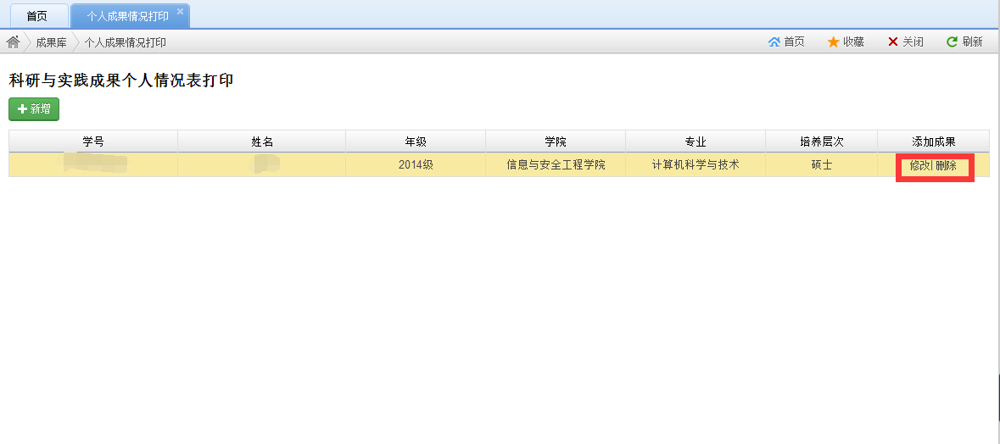 首页 个人成果情况打印
成果库 个人成果情况打印 首页 收藏 关闭 刷新
科研与实践成果个人情况表打印
新增
学号 姓名 年级 学院 专业 培养层次 添加成果
2014级 信息与安全工程学院 计算机科学与技术 硕士 修改|删除